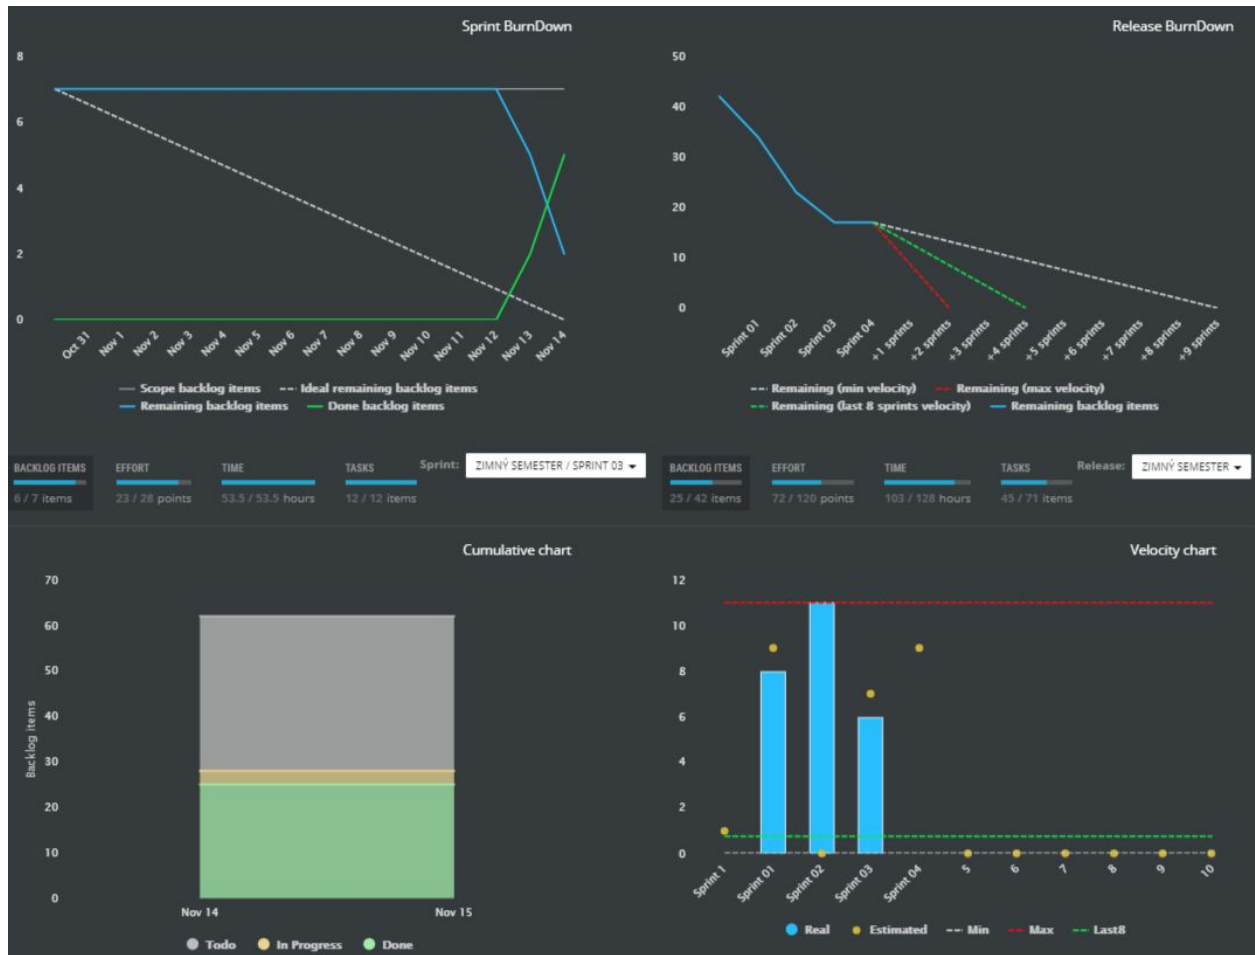 Sprint BurnDown
8
6
4
2
0
Oct 31
Nov 1
Nov 2
Nov 3
Nov 4
Nov 5
Nov 6
Nov 7
Nov 8
Nov 9
Nov 10
Nov 11
Nov 12
Nov 13
Nov 14
Scope backlog items
Ideal remaining backlog items
Remaining backlog items
Done backlog items
Release BurnDown
50
40
30
20
10
0
Sprint 01
Sprint 02
Sprint 03
Sprint 04
+1 sprints
+2 sprints
+3 sprints
+4 sprints
+5 sprints
+6 sprints
+7 sprints
+8 sprints
+9 sprints
Remaining (min velocity)
Remaining (max velocity)
Remaining (last 8 sprints velocity)
Remaining backlog items
BACKLOG ITEMS
6 / 7 items
EFFORT
23 / 28 points
TIME
53.5 / 53.5 hours
TASKS
12 / 12 items
Sprint:
ZIMNÝ SEMESTER / SPRINT 03
BACKLOG ITEMS
25 / 42 items
EFFORT
72 / 120 points
TIME
103 / 128 hours
TASKS
45 / 71 items
Release:
ZIMNÝ SEMESTER
Cumulative chart
Backlog items
70
60
50
40
30
20
10
0
Nov 14
Nov 15
Todo
In Progress
Done
Velocity chart
12
10
8
6
4
2
0
Sprint 1
Sprint 01
Sprint 02
Sprint 03
Sprint 04
5
6
7
8
9
10
Real
Estimated
Min
Max
Last8